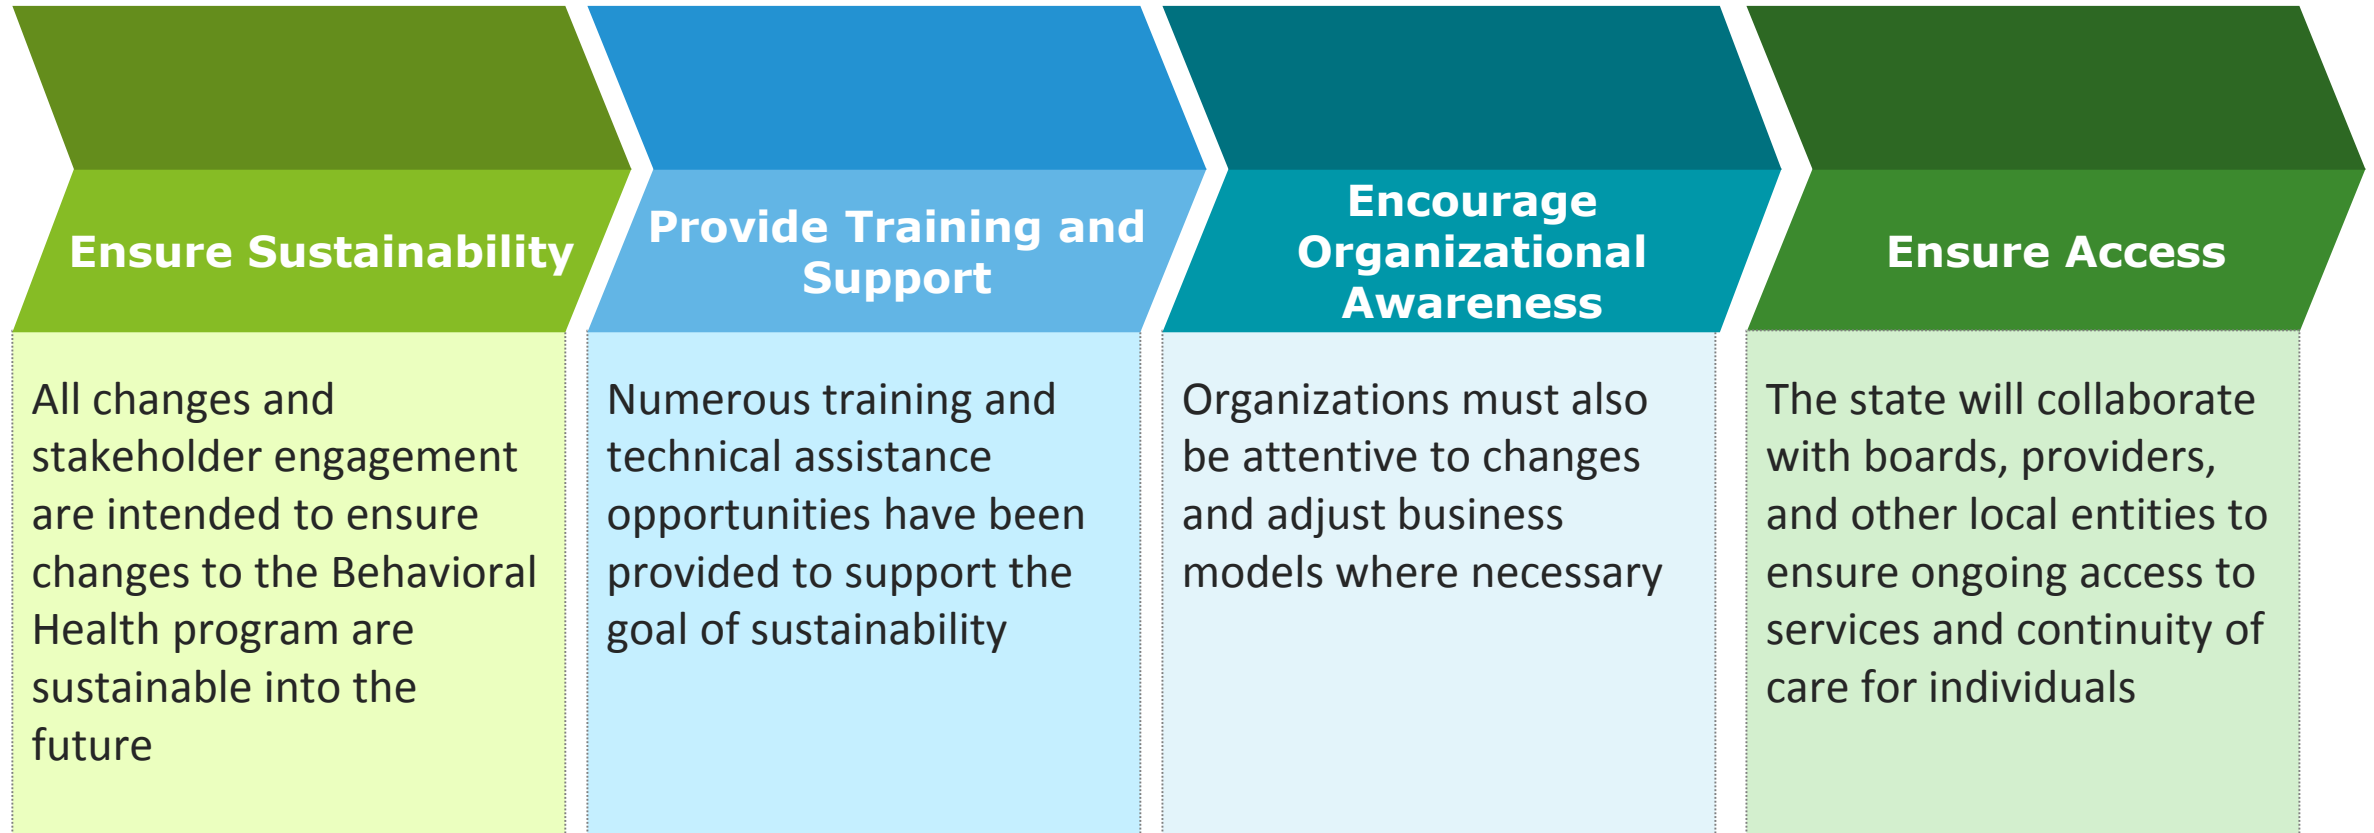 Ensure Sustainability
All changes and
stakeholder engagement
are intended to ensure
changes to the Behavioral
Health program are
sustainable into the
future
Provide Training and
Support
Numerous training and
technical assistance
opportunities have been
provided to support the
goal of sustainability
Encourage
Organizational
Awareness
Organizations must also
be attentive to changes
and adjust business
models where necessary
Ensure Access
The state will collaborate
with boards, providers,
and other local entities to
ensure ongoing access to
services and continuity of
care for individuals